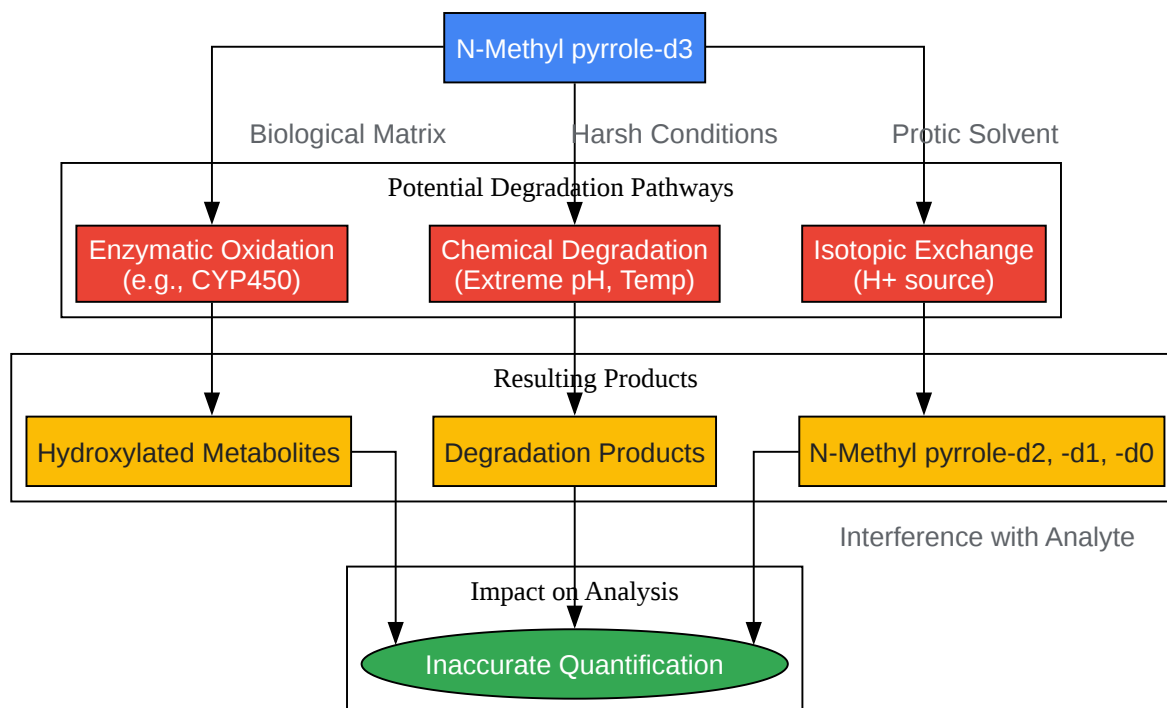 N-Methyl pyrrole-d3
Biological Matrix
Harsh Conditions
Protic Solvent
Potential Degradation Pathways
Enzymatic Oxidation
(e.g., CYP450)
Chemical Degradation
(Extreme pH, Temp)
Isotopic Exchange
(H+ source)
Resulting Products
Hydroxylated Metabolites
Degradation Products
N-Methyl pyrrole-d2, -d1, -d0
Interference with Analyte
Impact on Analysis
Inaccurate Quantification